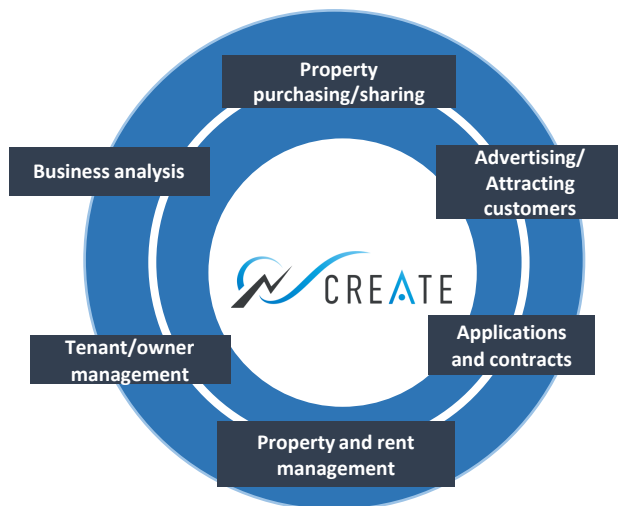 Property
purchasing/sharing
Business analysis
Advertising/
Attracting
customers
CREATE
Tenant/owner
management
Applications
and contracts
Property and rent
management